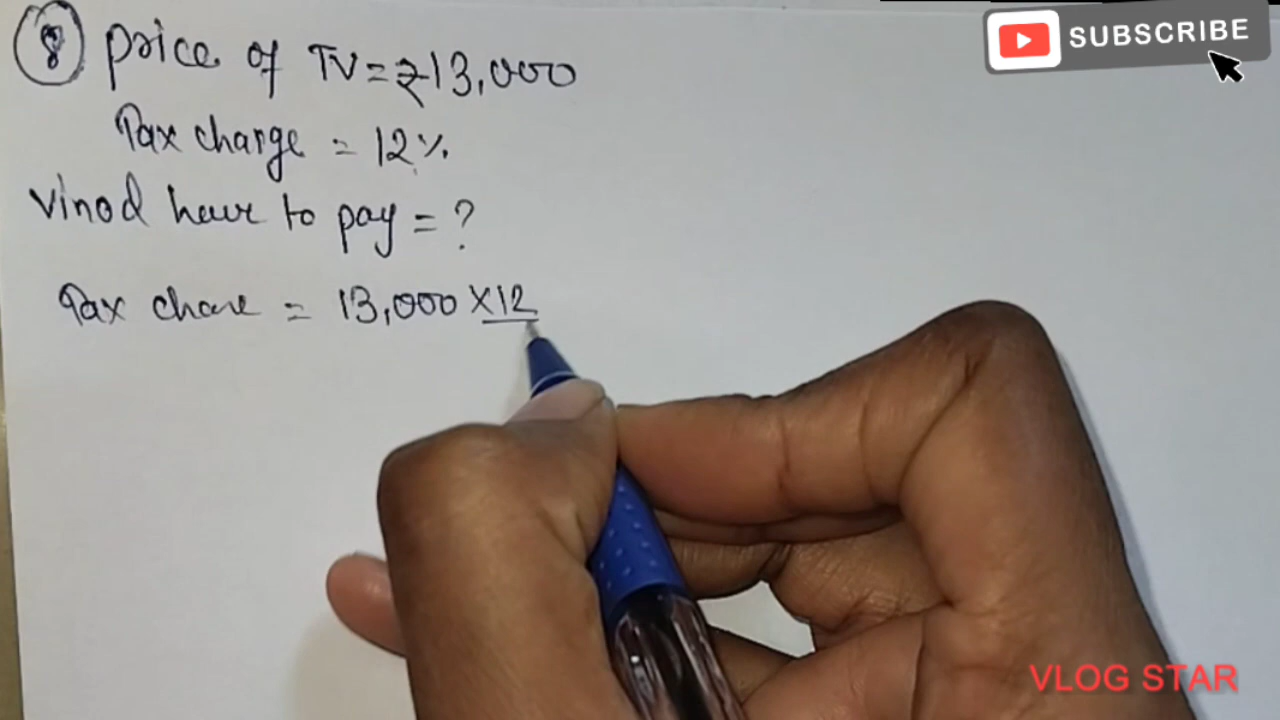 8 price of TV = ₹13,000
SUBSCRIBE
Tax charge = 12%
Vinod have to pay = ?
Tax chare = 13,000 × 12
VLOG STAR